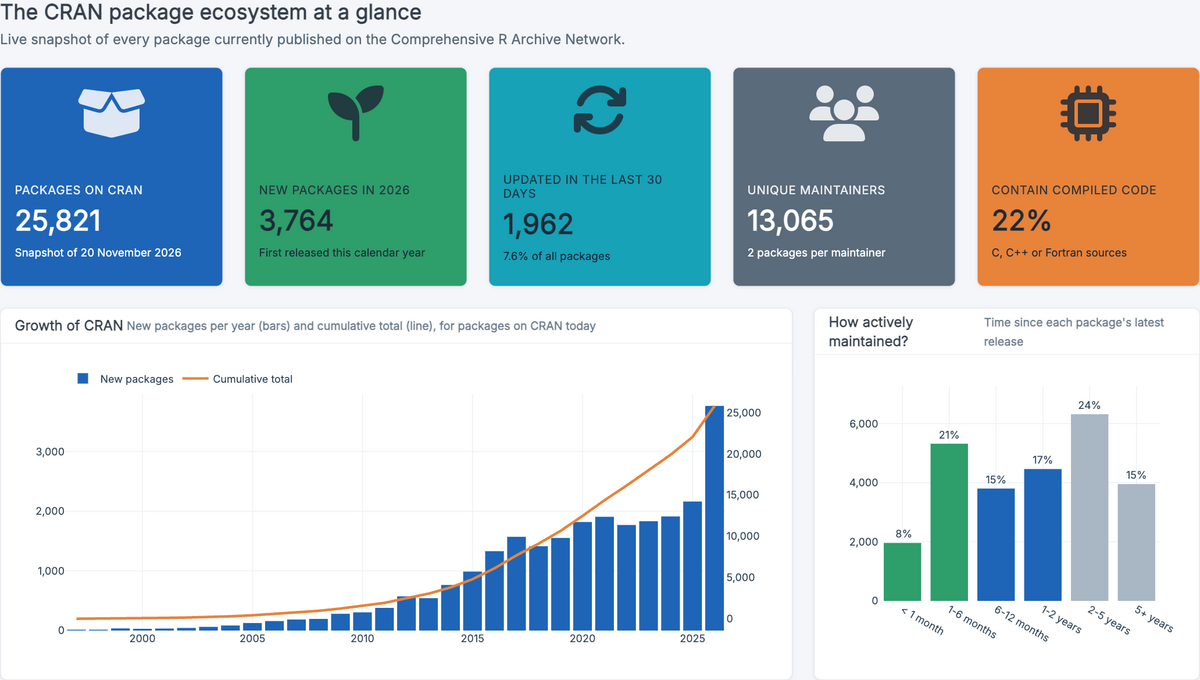 The CRAN package ecosystem at a glance
Live snapshot of every package currently published on the Comprehensive R Archive Network.
PACKAGES ON CRAN
25,821
Snapshot of 20 November 2026
NEW PACKAGES IN 2026
3,764
First released this calendar year
UPDATED IN THE LAST 30
DAYS
1,962
7.6% of all packages
UNIQUE MAINTAINERS
13,065
2 packages per maintainer
CONTAIN COMPILED CODE
22%
C, C++ or Fortran sources
Growth of CRAN New packages per year (bars) and cumulative total (line), for packages on CRAN today
New packages
Cumulative total
3,000
2,000
1,000
0
25,000
20,000
15,000
10,000
5,000
0
2000
2005
2010
2015
2020
2025
How actively
maintained?
Time since each package's latest
release
6,000
4,000
2,000
0
8%
21%
15%
17%
24%
15%
< 1 month
1-6 months
6-12 months
1-2 years
2-5 years
5+ years